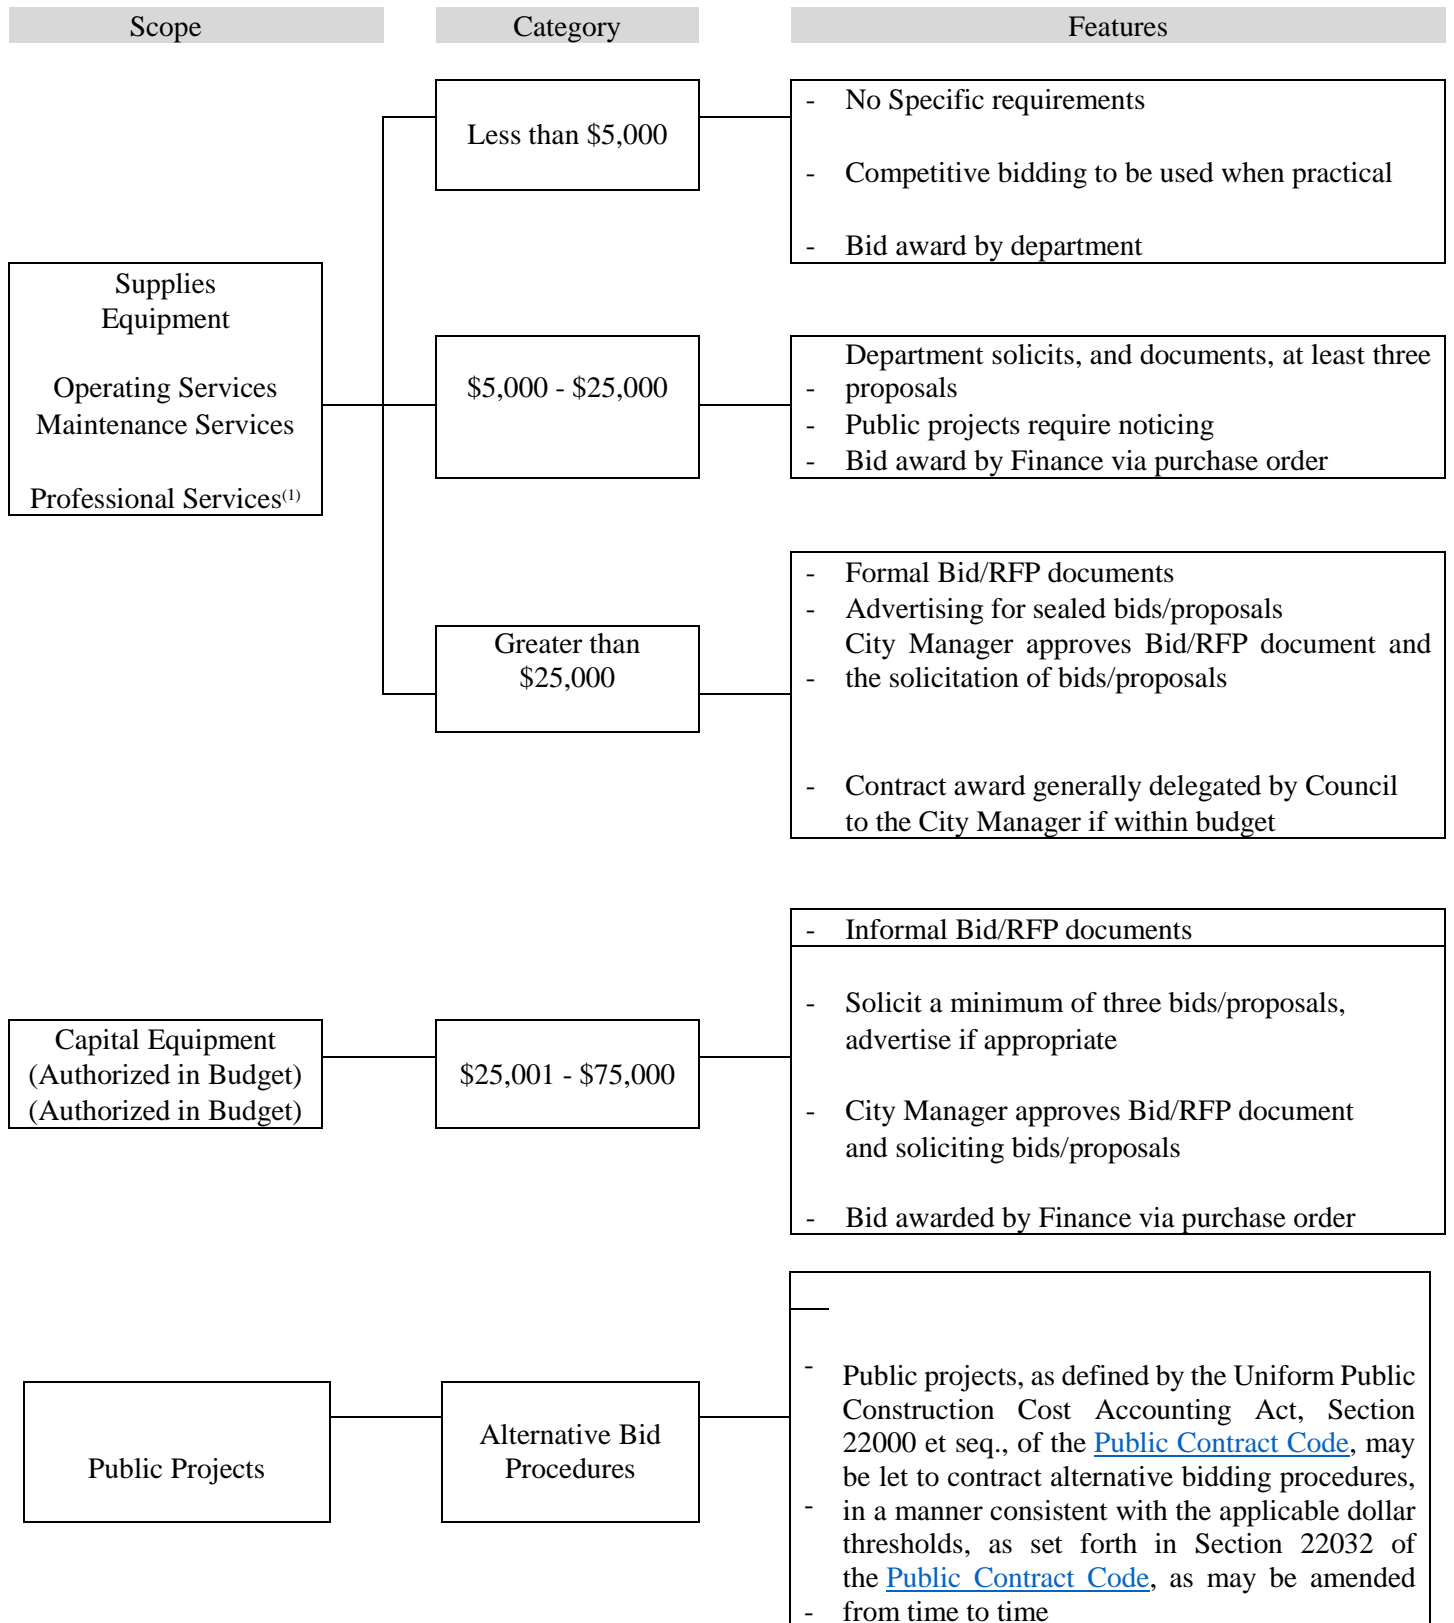 Scope
Category
Features
Less than $5,000
- No Specific requirements
- Competitive bidding to be used when practical
- Bid award by department
Supplies
Equipment
Operating Services
Maintenance Services
Professional Services(1)
$5,000 - $25,000
Department solicits, and documents, at least three
- proposals
- Public projects require noticing
- Bid award by Finance via purchase order
Greater than
$25,000
- Formal Bid/RFP documents
- Advertising for sealed bids/proposals
City Manager approves Bid/RFP document and
- the solicitation of bids/proposals
- Contract award generally delegated by Council
to the City Manager if within budget
Capital Equipment
(Authorized in Budget)
(Authorized in Budget)
$25,001 - $75,000
- Informal Bid/RFP documents
- Solicit a minimum of three bids/proposals,
advertise if appropriate
- City Manager approves Bid/RFP document
and soliciting bids/proposals
- Bid awarded by Finance via purchase order
Public Projects
Alternative Bid
Procedures
- Public projects, as defined by the Uniform Public
Construction Cost Accounting Act, Section
22000 et seq., of the Public Contract Code, may
be let to contract alternative bidding procedures,
- in a manner consistent with the applicable dollar
thresholds, as set forth in Section 22032 of
the Public Contract Code, as may be amended
- from time to time